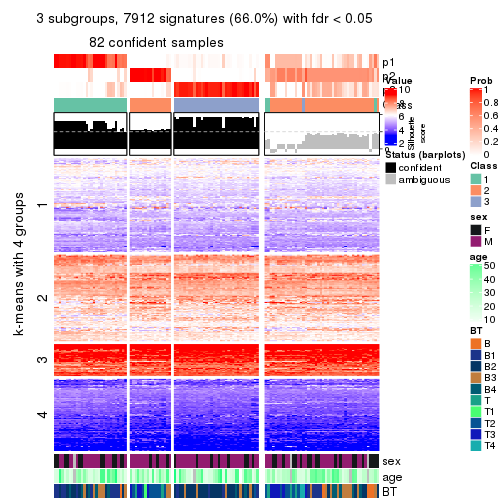 3 subgroups, 7912 signatures (66.0%) with fdr < 0.05
82 confident samples
p1
p2
Value
10
8
6
4
2
0
Silhouette
score
Status (barplots)
confident
ambiguous
Prob
1
0.8
0.6
0.4
0.2
0
Class
1
2
3
sex
F
M
age
50
40
30
20
10
BT
B
B1
B2
B3
B4
T
T1
T2
T3
T4
k-means with 4 groups
1
2
3
4
sex
age
BT